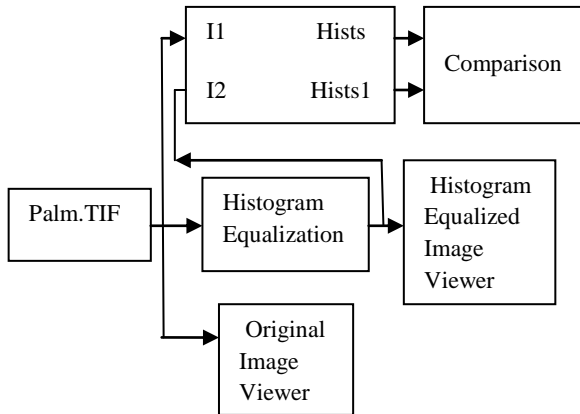 I1 Hists
I2 Hists1
Comparison
Palm.TIF
Histogram
Equalization
Histogram
Equalized
Image
Viewer
Original
Image
Viewer